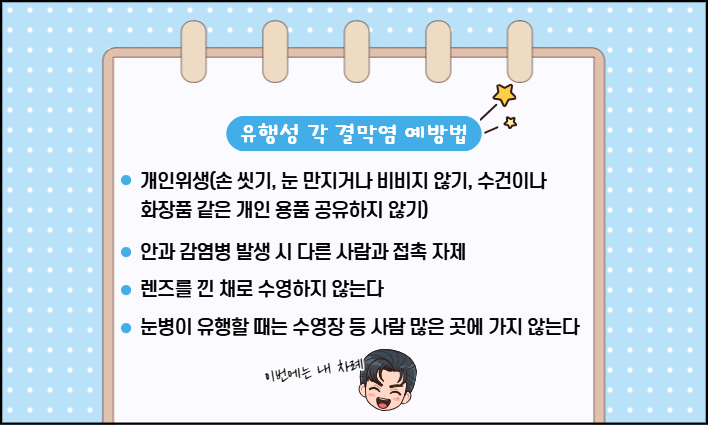 유행성 각 결막염 예방법
개인위생(손 씻기, 눈 만지거나 비비지 않기, 수건이나
화장품 같은 개인 용품 공유하지 않기)
안과 감염병 발생 시 다른 사람과 접촉 자제
렌즈를 낀 채로 수영하지 않는다
눈병이 유행할 때는 수영장 등 사람 많은 곳에 가지 않는다
이번에는 내 차례